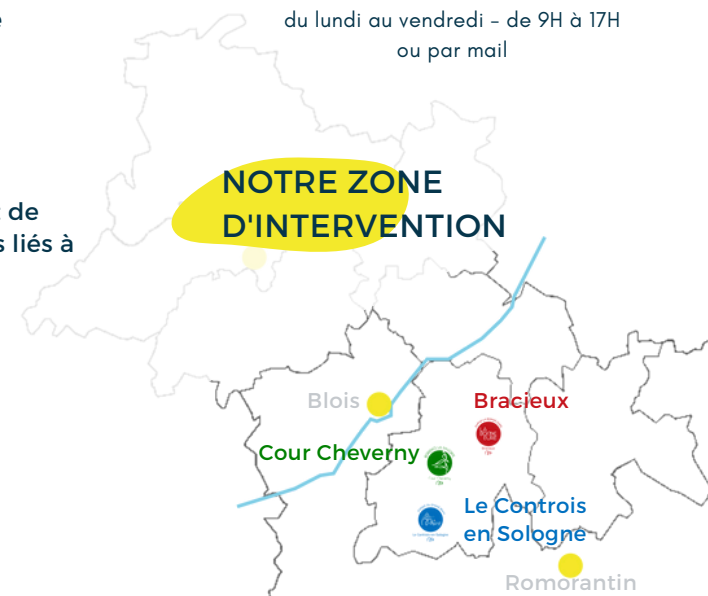 du lundi au vendredi - de 9H à 17H
ou par mail
de
liés à
NOTRE ZONE
D'INTERVENTION
Blois
Bracieux
Cour Cheverny
Le Controis
en Sologne
Romorantin